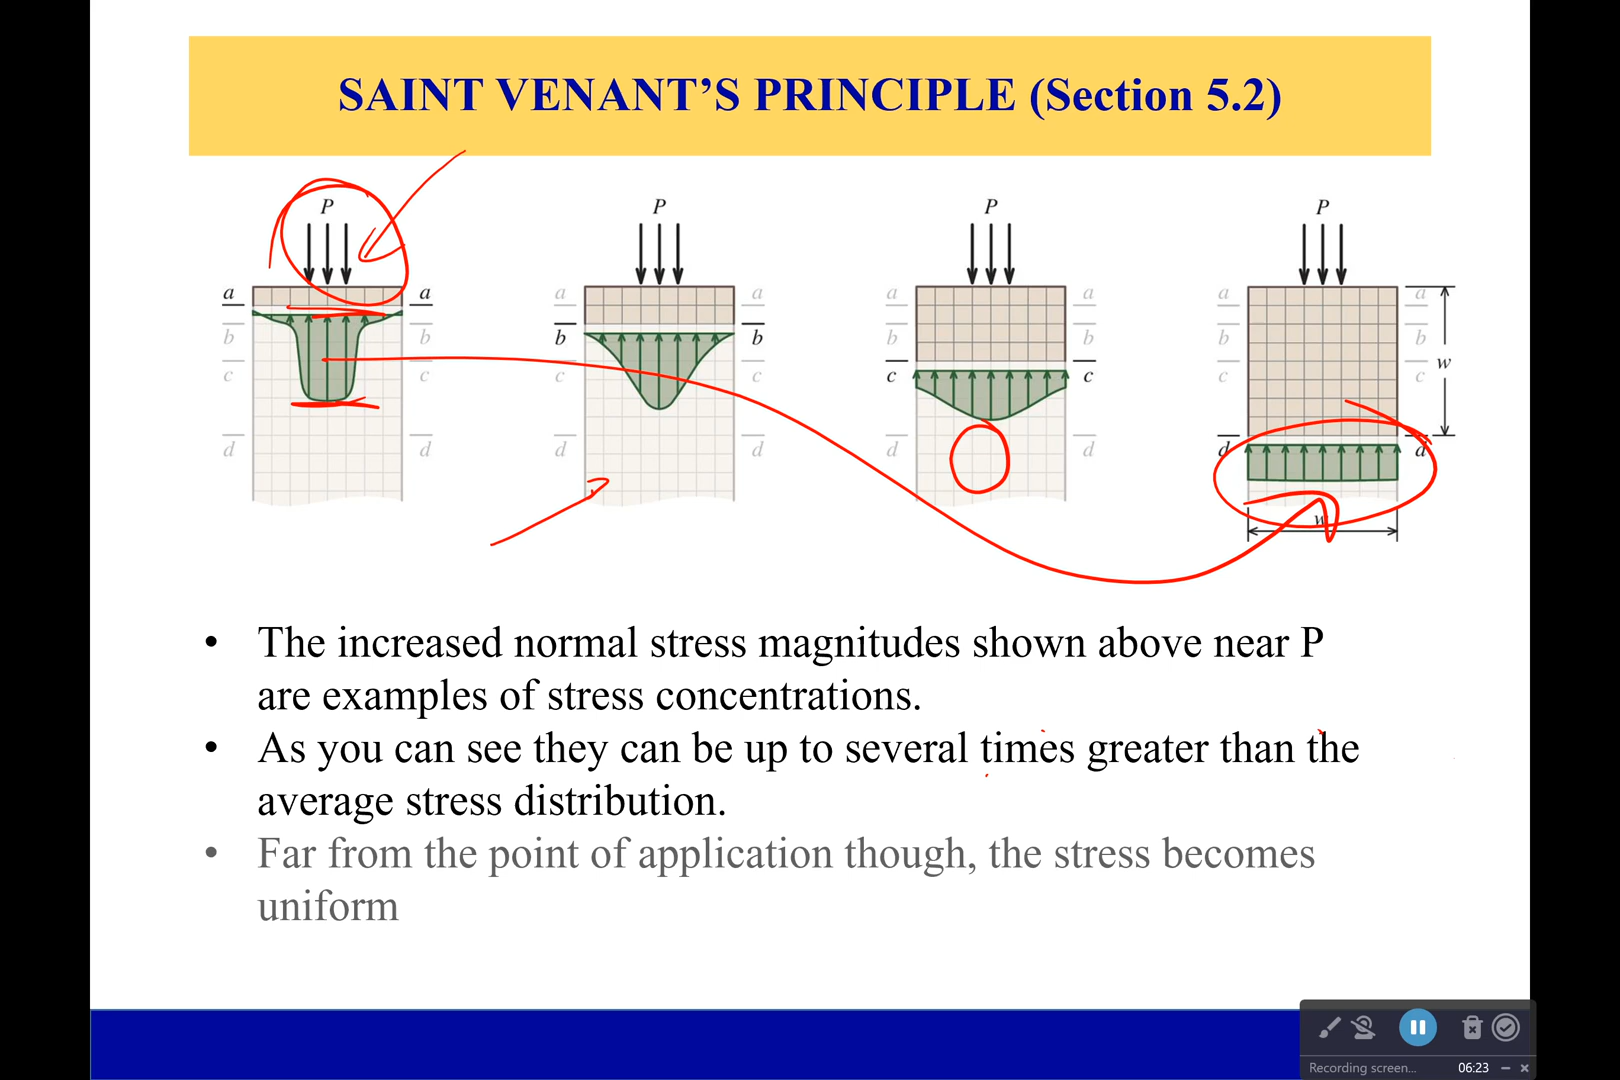 SAINT VENANT’S PRINCIPLE (Section 5.2)
P P P P
a a a a a a a a
b b b b b b b b
c c c c c c c c
w
d d d d d d d d
w
• The increased normal stress magnitudes shown above near P
are examples of stress concentrations.
• As you can see they can be up to several times greater than the
average stress distribution.
• Far from the point of application though, the stress becomes
uniform
Recording screen... 06:23